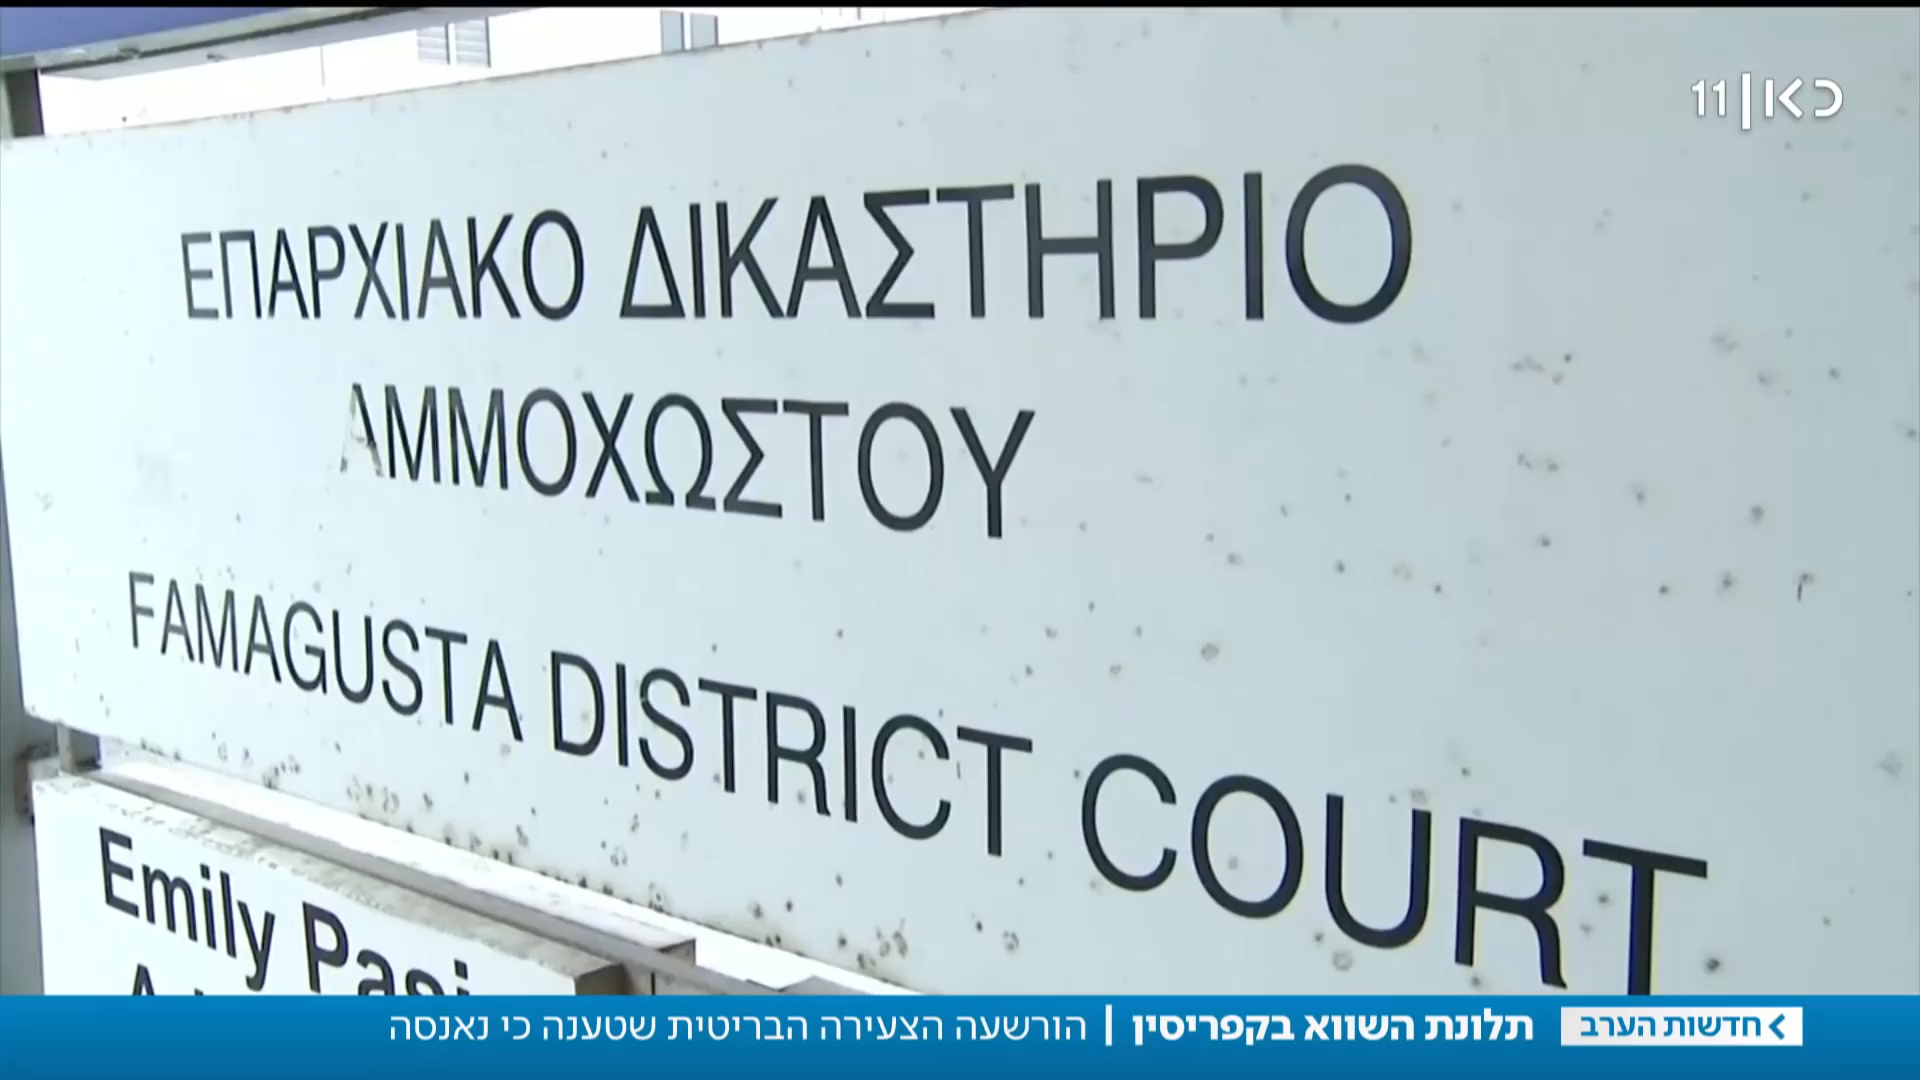 כאן 11
ΕΠΑΡΧΙΑΚΟ ΔΙΚΑΣΤΗΡΙΟ
ΑΜΜΟΧΩΣΤΟΥ
FAMAGUSTA DISTRICT COURT
Emily
חדשות הערב
תלונת השווא בקפריסין | הורשעה הצעירה הבריטית שטענה כי נאנסה